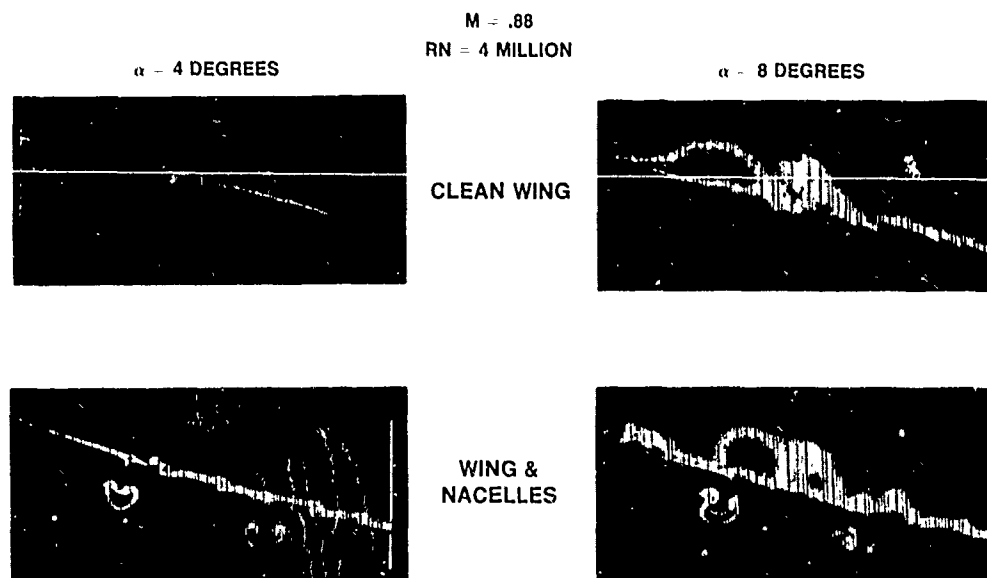 M = .88
RN = 4 MILLION
α - 4 DEGREES
α - 8 DEGREES
CLEAN WING
WING &
NACELLES